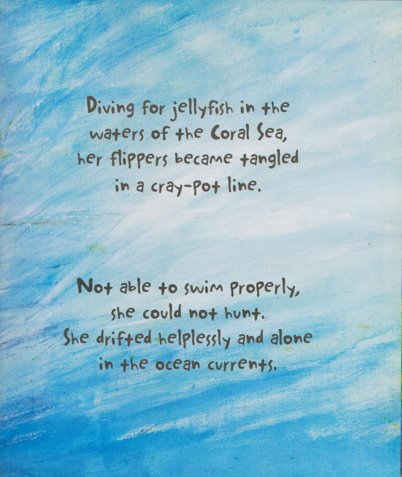 Diving for jellyfish in the
waters of the Coral Sea,
her flippers became tangled
in a cray-pot line.
Not able to swim properly,
she could not hunt.
She drifted helplessly and alone
in the ocean currents.